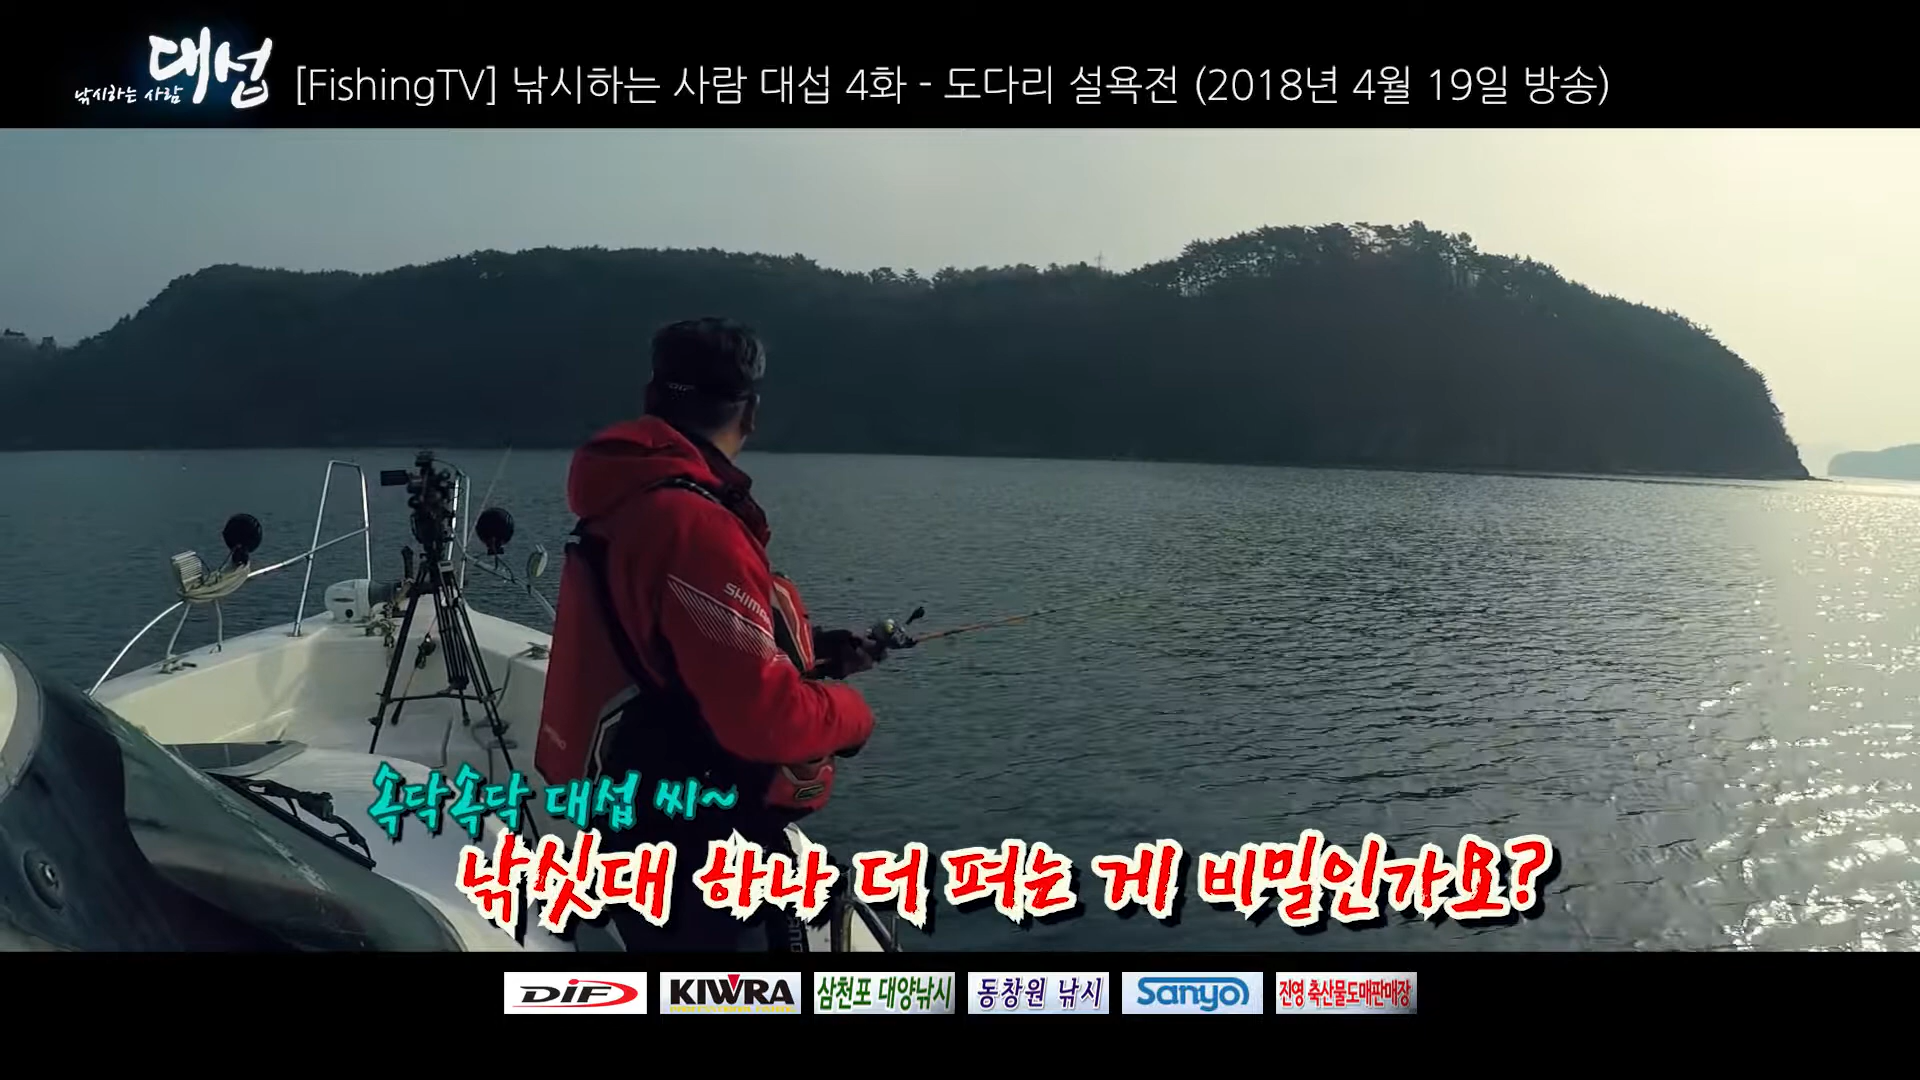 대섭
낚시하는 사람
[FishingTV] 낚시하는 사람 대섭 4화 - 도다리 설욕전 (2018년 4월 19일 방송)
속닥속닥 대섭 씨~
낚싯대 하나 더 펴는 게 비밀인가요?
DIF
KIWRA
삼천포 대양낚시
동창원 낚시
Sanyo
진영 축산물도매판매장